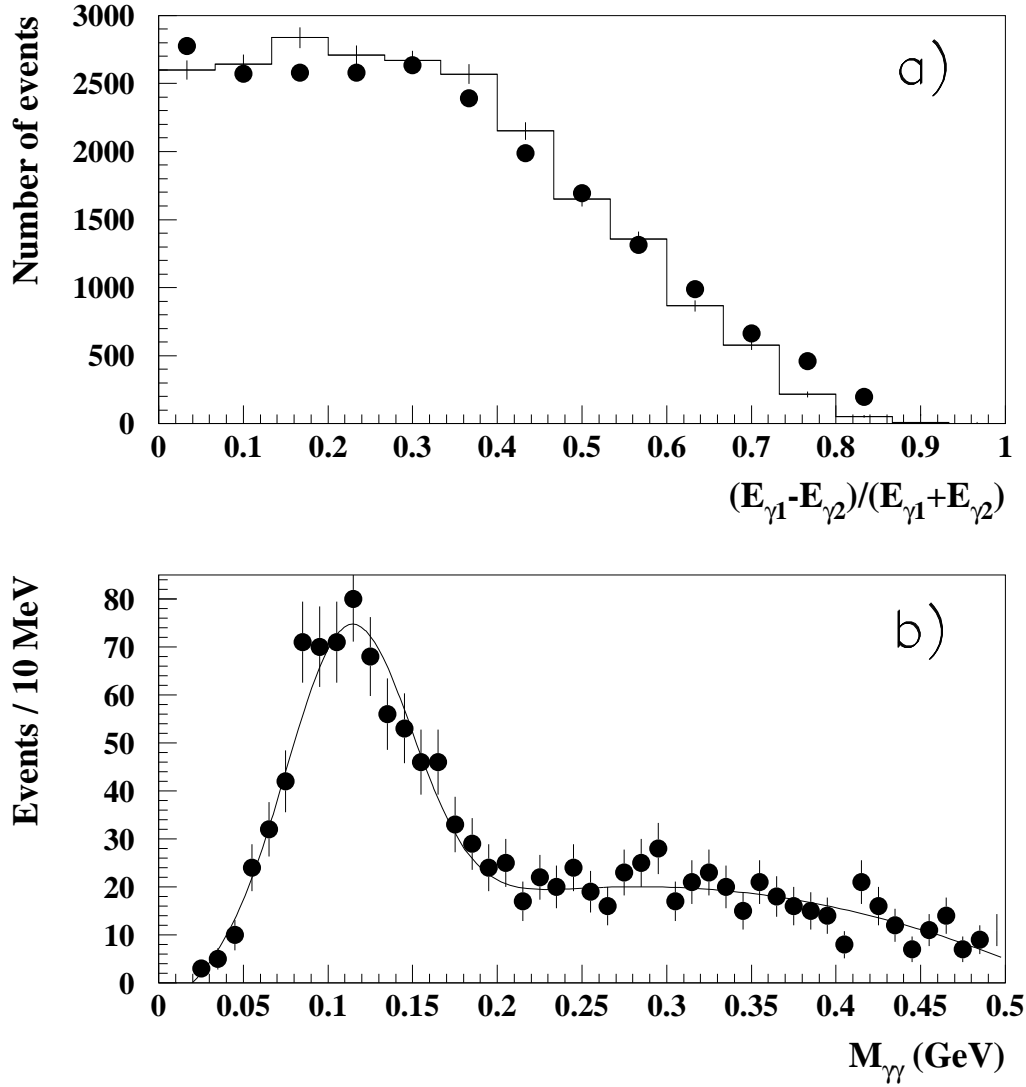 Number of events
3000
2500
2000
1500
1000
500
0
a)
0 0.1 0.2 0.3 0.4 0.5 0.6 0.7 0.8 0.9 1
(Eγ1-Eγ2)/(Eγ1+Eγ2)
Events / 10 MeV
80
70
60
50
40
30
20
10
0
b)
0 0.05 0.1 0.15 0.2 0.25 0.3 0.35 0.4 0.45 0.5
Mγγ (GeV)